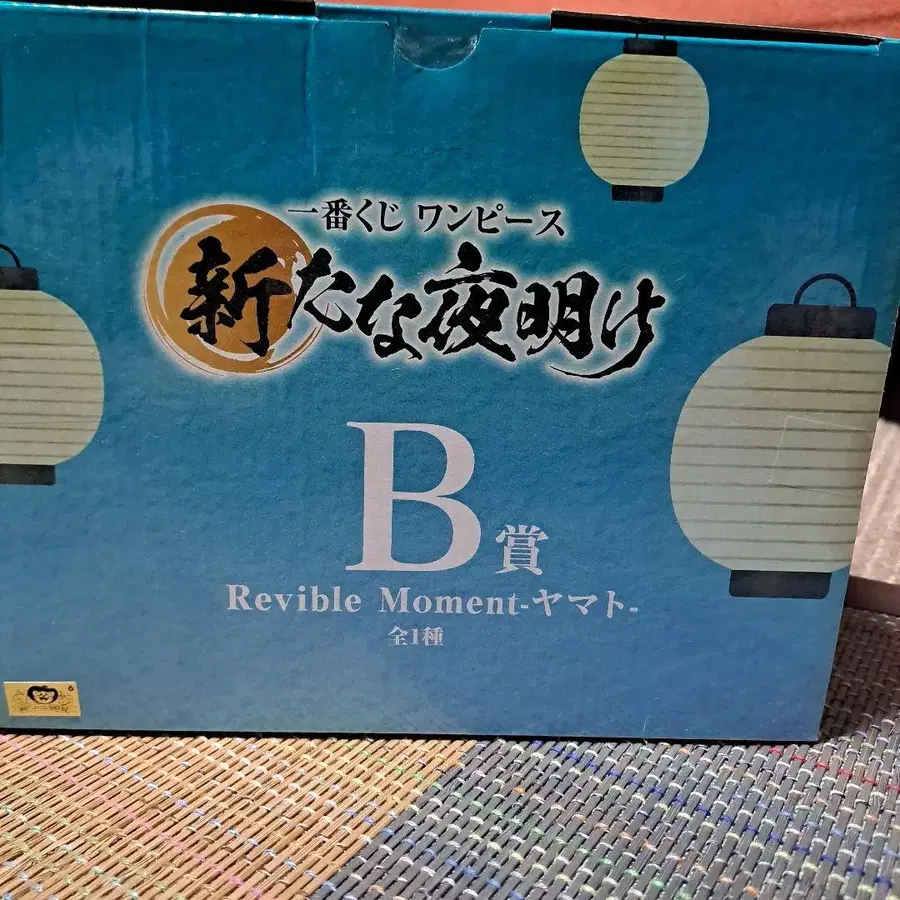 一番くじ ワンピース
新たな夜明け
B賞
Revible Moment-ヤマト-
全1種